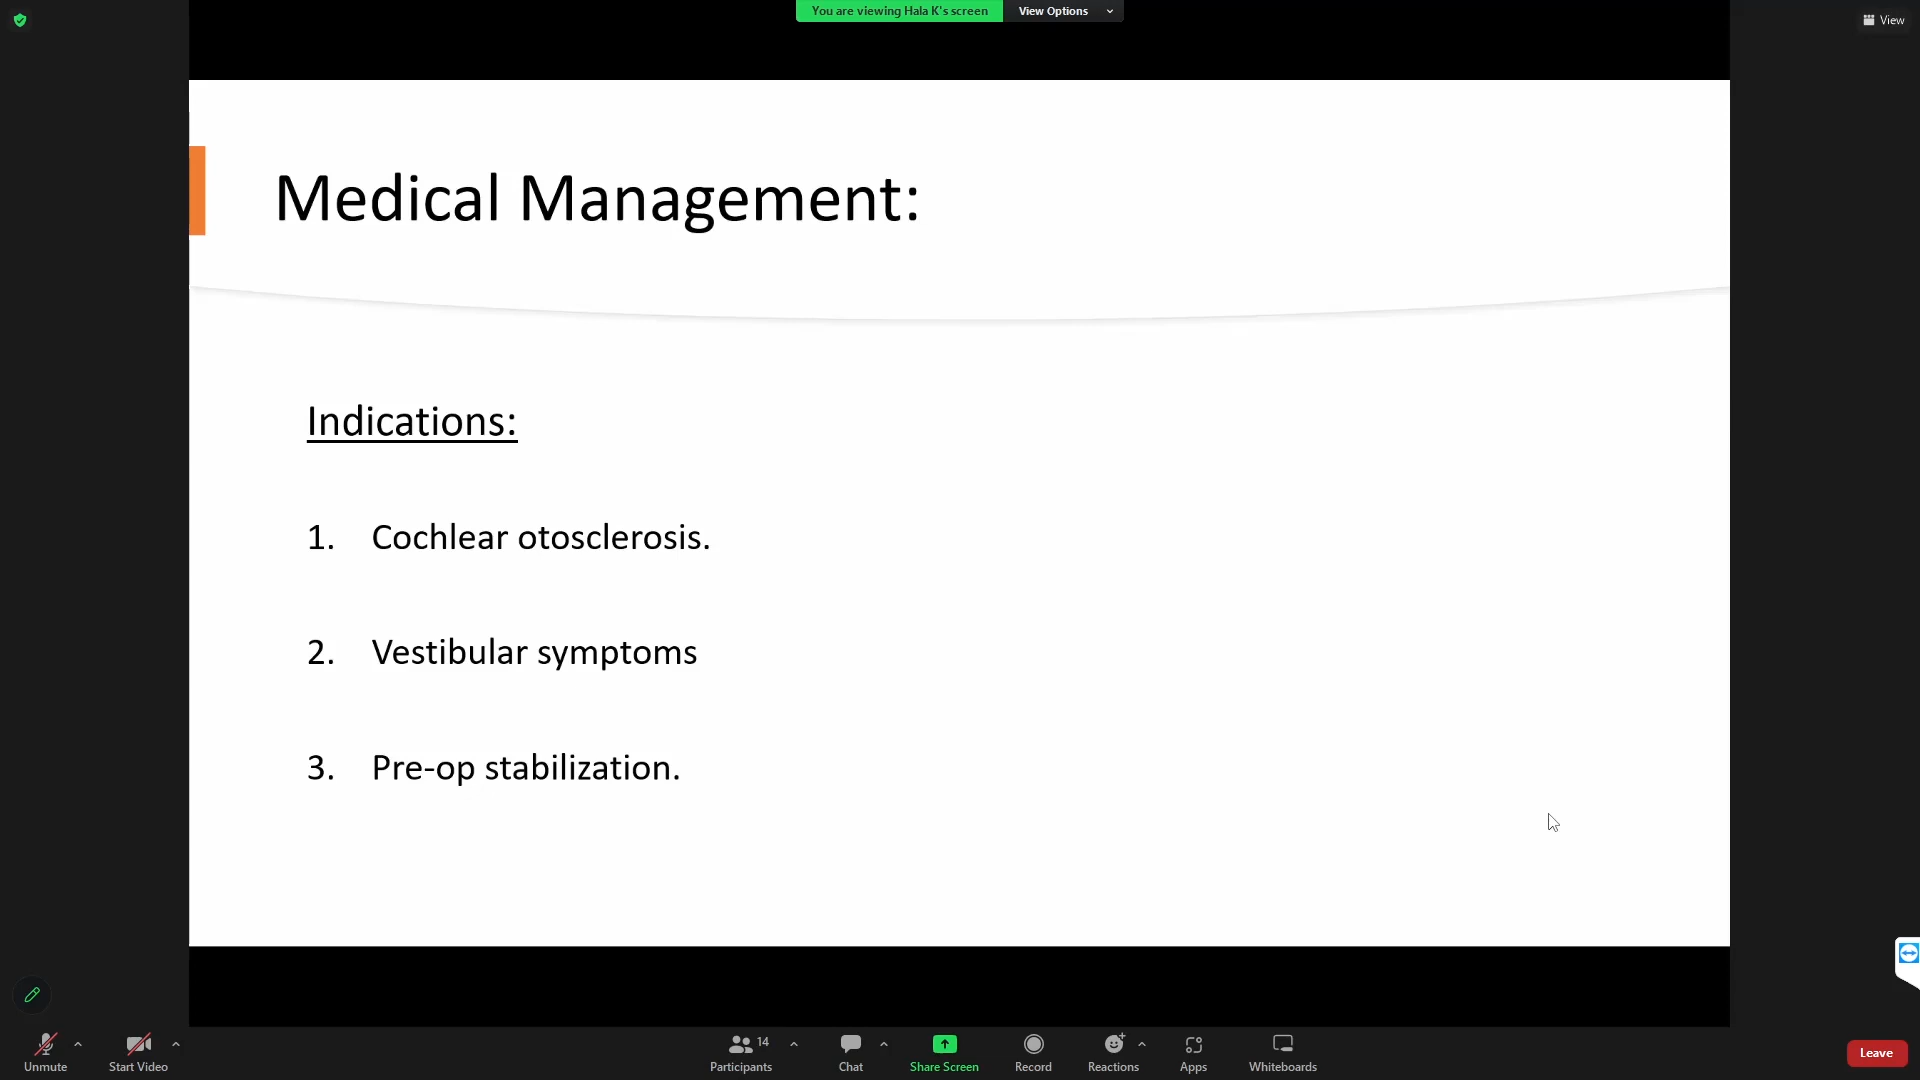 You are viewing Hala K's screen
View Options
View
Medical Management:
Indications:
1. Cochlear otosclerosis.
2. Vestibular symptoms
3. Pre-op stabilization.
14
Unmute
Start Video
Participants
Chat
Share Screen
Record
Reactions
Apps
Whiteboards
Leave